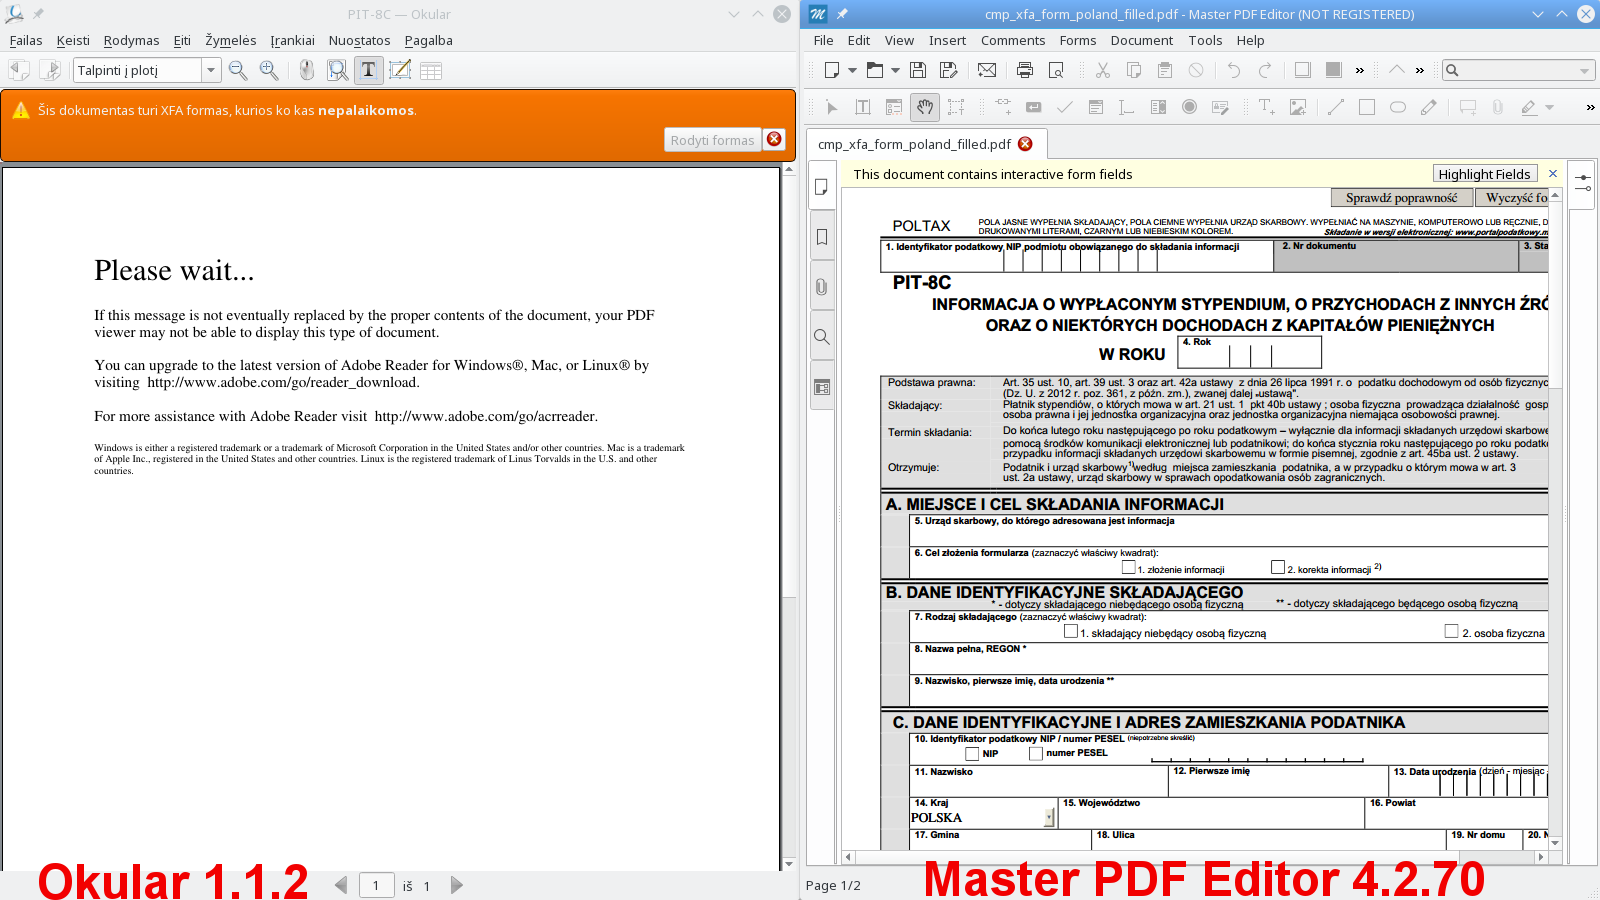 PIT-8C — Okular
Failas Keisti Rodymas Eiti Žymelės Įrankiai Nuostatos Pagalba
Talpinti į plotį
Šis dokumentas turi XFA formas, kurios ko kas nepalaikomos.
Rodyti formas
Please wait...
If this message is not eventually replaced by the proper contents of the document, your PDF
viewer may not be able to display this type of document.
You can upgrade to the latest version of Adobe Reader for Windows®, Mac, or Linux® by
visiting http://www.adobe.com/go/reader_download.
For more assistance with Adobe Reader visit http://www.adobe.com/go/acrreader.
Windows is either a registered trademark or a trademark of Microsoft Corporation in the United States and/or other countries. Mac is a trademark
of Apple Inc., registered in the United States and other countries. Linux is the registered trademark of Linus Torvalds in the U.S. and other
countries.
Okular 1.1.2
1 iš 1
cmp_xfa_form_poland_filled.pdf - Master PDF Editor (NOT REGISTERED)
File Edit View Insert Comments Forms Document Tools Help
cmp_xfa_form_poland_filled.pdf
This document contains interactive form fields
Highlight Fields
Sprawdź poprawność Wyczyść fo
POLTAX
POLA JASNE WYPEŁNIA SKŁADAJĄCY, POLA CIEMNE WYPEŁNIA URZĄD SKARBOWY. WYPEŁNIAĆ NA MASZYNIE, KOMPUTEROWO LUB RĘCZNIE, D
DRUKOWANYMI LITERAMI, CZARNYM LUB NIEBIESKIM KOLOREM. Składanie w wersji elektronicznej: www.portalpodatkowy.m
1. Identyfikator podatkowy NIP podmiotu obowiązanego do składania informacji
2. Nr dokumentu
3. Sta
PIT-8C
INFORMACJA O WYPŁACONYM STYPENDIUM, O PRZYCHODACH Z INNYCH ŹRÓ
ORAZ O NIEKTÓRYCH DOCHODACH Z KAPITAŁÓW PIENIĘŻNYCH
W ROKU
4. Rok
Podstawa prawna: Art. 35 ust. 10, art. 39 ust. 3 oraz art. 42a ustawy z dnia 26 lipca 1991 r. o podatku dochodowym od osób fizycznyc
(Dz. U. z 2012 r. poz. 361, z późn. zm.), zwanej dalej „ustawą".
Składający: Płatnik stypendiów, o których mowa w art. 21 ust. 1 pkt 40b ustawy ; osoba fizyczna prowadząca działalność gosp
osoba prawna i jej jednostka organizacyjna oraz jednostka organizacyjna niemająca osobowości prawnej.
Termin składania: Do końca lutego roku następującego po roku podatkowym – wyłącznie dla informacji składanych urzędowi skarbowe
pomocą środków komunikacji elektronicznej lub podatnikowi; do końca stycznia roku następującego po roku podatko
przypadku informacji składanych urzędowi skarbowemu w formie pisemnej, zgodnie z art. 45ba ust. 2 ustawy.
Otrzymuje: Podatnik i urząd skarbowy 1) według miejsca zamieszkania podatnika, a w przypadku o którym mowa w art. 3
ust. 2a ustawy, urząd skarbowy w sprawach opodatkowania osób zagranicznych.
A. MIEJSCE I CEL SKŁADANIA INFORMACJI
5. Urząd skarbowy, do którego adresowana jest informacja
6. Cel złożenia formularza (zaznaczyć właściwy kwadrat):
1. złożenie informacji 2. korekta informacji 2)
B. DANE IDENTYFIKACYJNE SKŁADAJĄCEGO
* - dotyczy składającego niebędącego osobą fizyczną ** - dotyczy składającego będącego osobą fizyczną
7. Rodzaj składającego (zaznaczyć właściwy kwadrat):
1. składający niebędący osobą fizyczną 2. osoba fizyczna
8. Nazwa pełna, REGON *
9. Nazwisko, pierwsze imię, data urodzenia **
C. DANE IDENTYFIKACYJNE I ADRES ZAMIESZKANIA PODATNIKA
10. Identyfikator podatkowy NIP / numer PESEL (niepotrzebne skreślić)
NIP numer PESEL
11. Nazwisko 12. Pierwsze imię 13. Data urodzenia (dzień - miesiąc -
14. Kraj 15. Województwo 16. Powiat
POLSKA
17. Gmina 18. Ulica 19. Nr domu 20. N
Page 1/2
Master PDF Editor 4.2.70